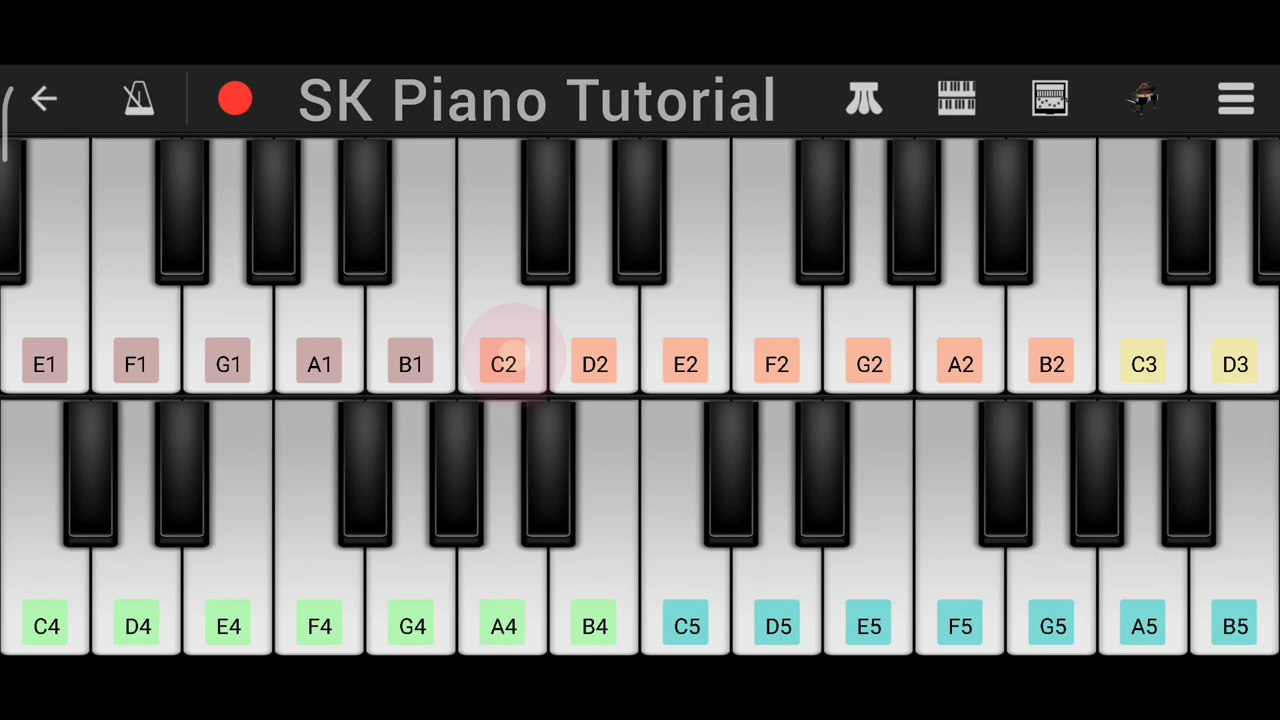 SK Piano Tutorial
E1 F1 G1 A1 B1 C2 D2 E2 F2 G2 A2 B2 C3 D3
C4 D4 E4 F4 G4 A4 B4 C5 D5 E5 F5 G5 A5 B5